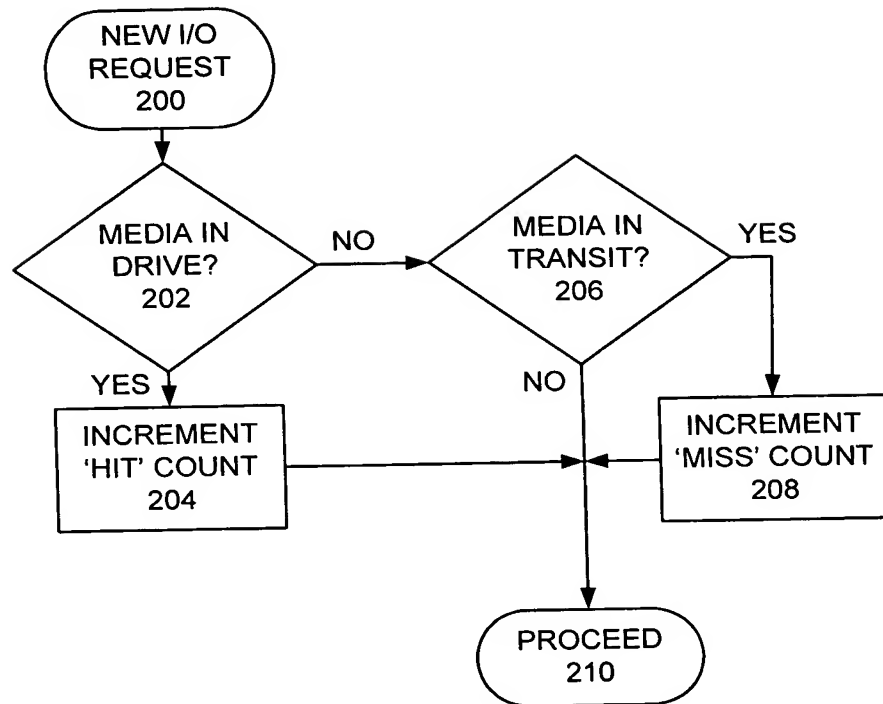 NEW I/O
REQUEST
200
MEDIA IN
DRIVE?
202
NO
MEDIA IN
TRANSIT?
206
YES
YES
NO
INCREMENT
‘HIT’ COUNT
204
INCREMENT
‘MISS’ COUNT
208
PROCEED
210